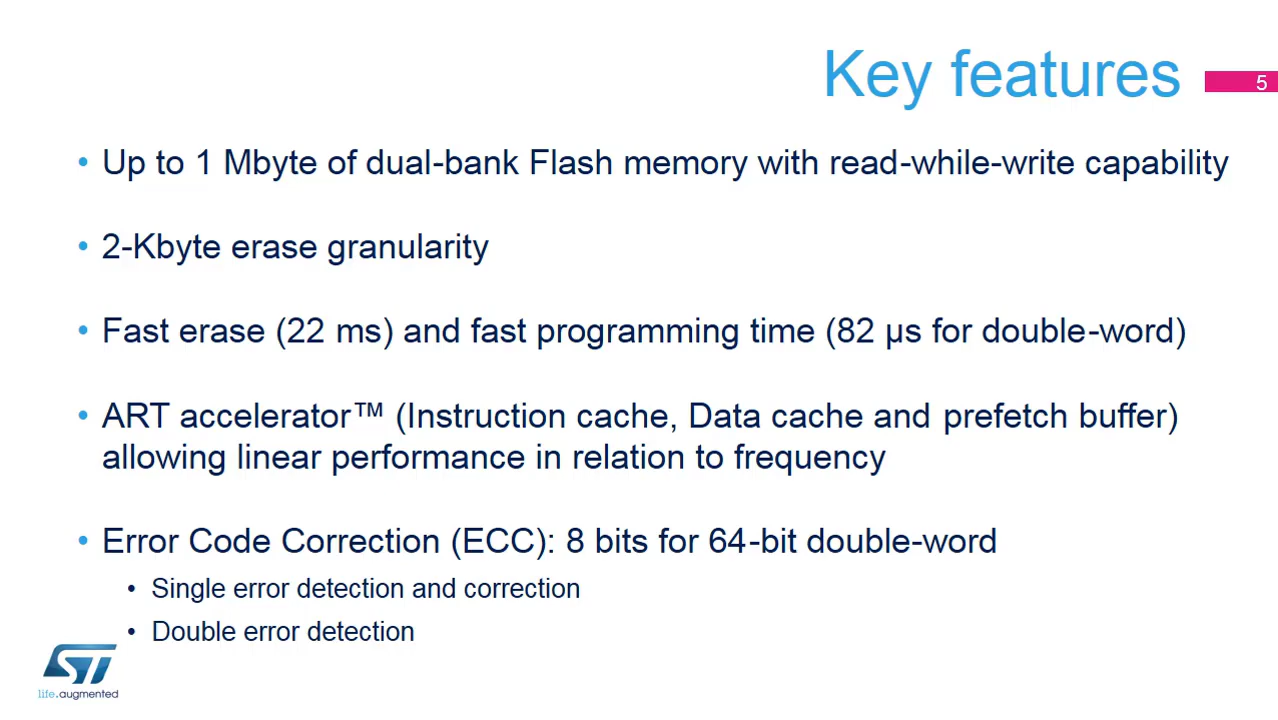 Key features
5
• Up to 1 Mbyte of dual-bank Flash memory with read-while-write capability
• 2-Kbyte erase granularity
• Fast erase (22 ms) and fast programming time (82 µs for double-word)
• ART accelerator™ (Instruction cache, Data cache and prefetch buffer)
allowing linear performance in relation to frequency
• Error Code Correction (ECC): 8 bits for 64-bit double-word
• Single error detection and correction
• Double error detection
ST
life.augmented